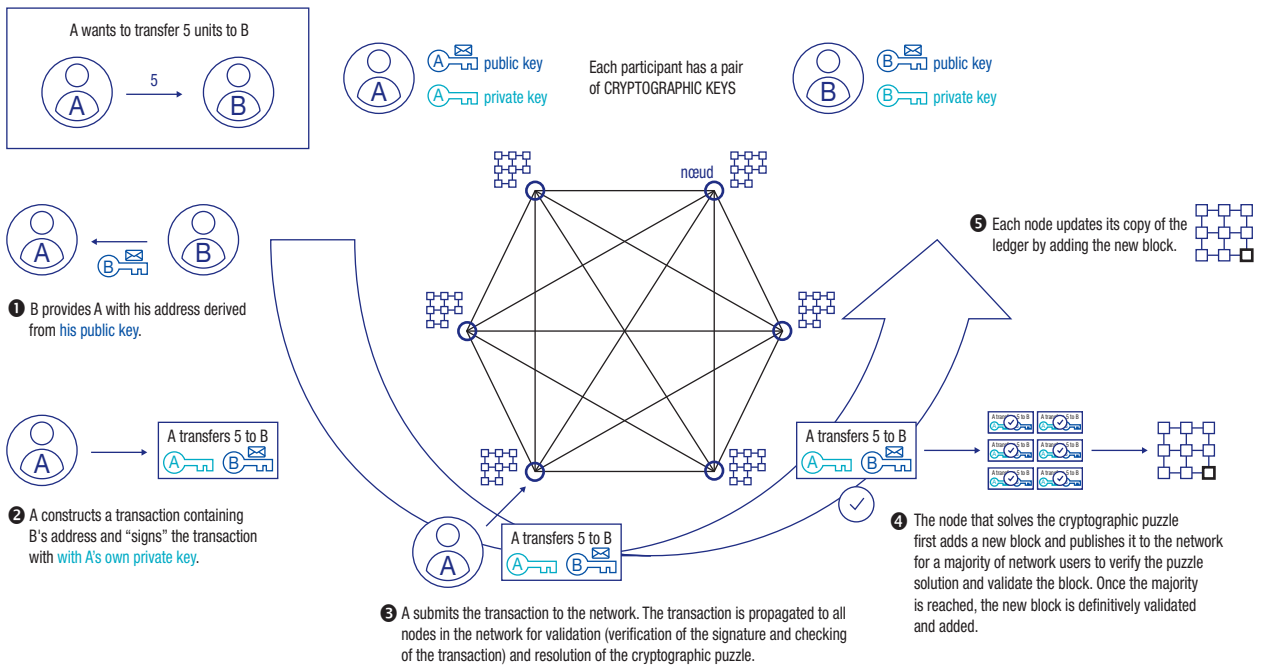 A wants to transfer 5 units to B
5
A
B
A
public key
private key
A
A
Each participant has a pair
of CRYPTOGRAPHIC KEYS
B
public key
private key
B
B
nœud
A
B
B
❶ B provides A with his address derived
from his public key.
A
A transfers 5 to B
A
B
❷ A constructs a transaction containing
B's address and “signs” the transaction
with with A’s own private key.
A
A transfers 5 to B
A
B
❸ A submits the transaction to the network. The transaction is propagated to all
nodes in the network for validation (verification of the signature and checking
of the transaction) and resolution of the cryptographic puzzle.
A transfers 5 to B
A
B
❹ The node that solves the cryptographic puzzle
first adds a new block and publishes it to the network
for a majority of network users to verify the puzzle
solution and validate the block. Once the majority
is reached, the new block is definitively validated
and added.
❺ Each node updates its copy of the
ledger by adding the new block.